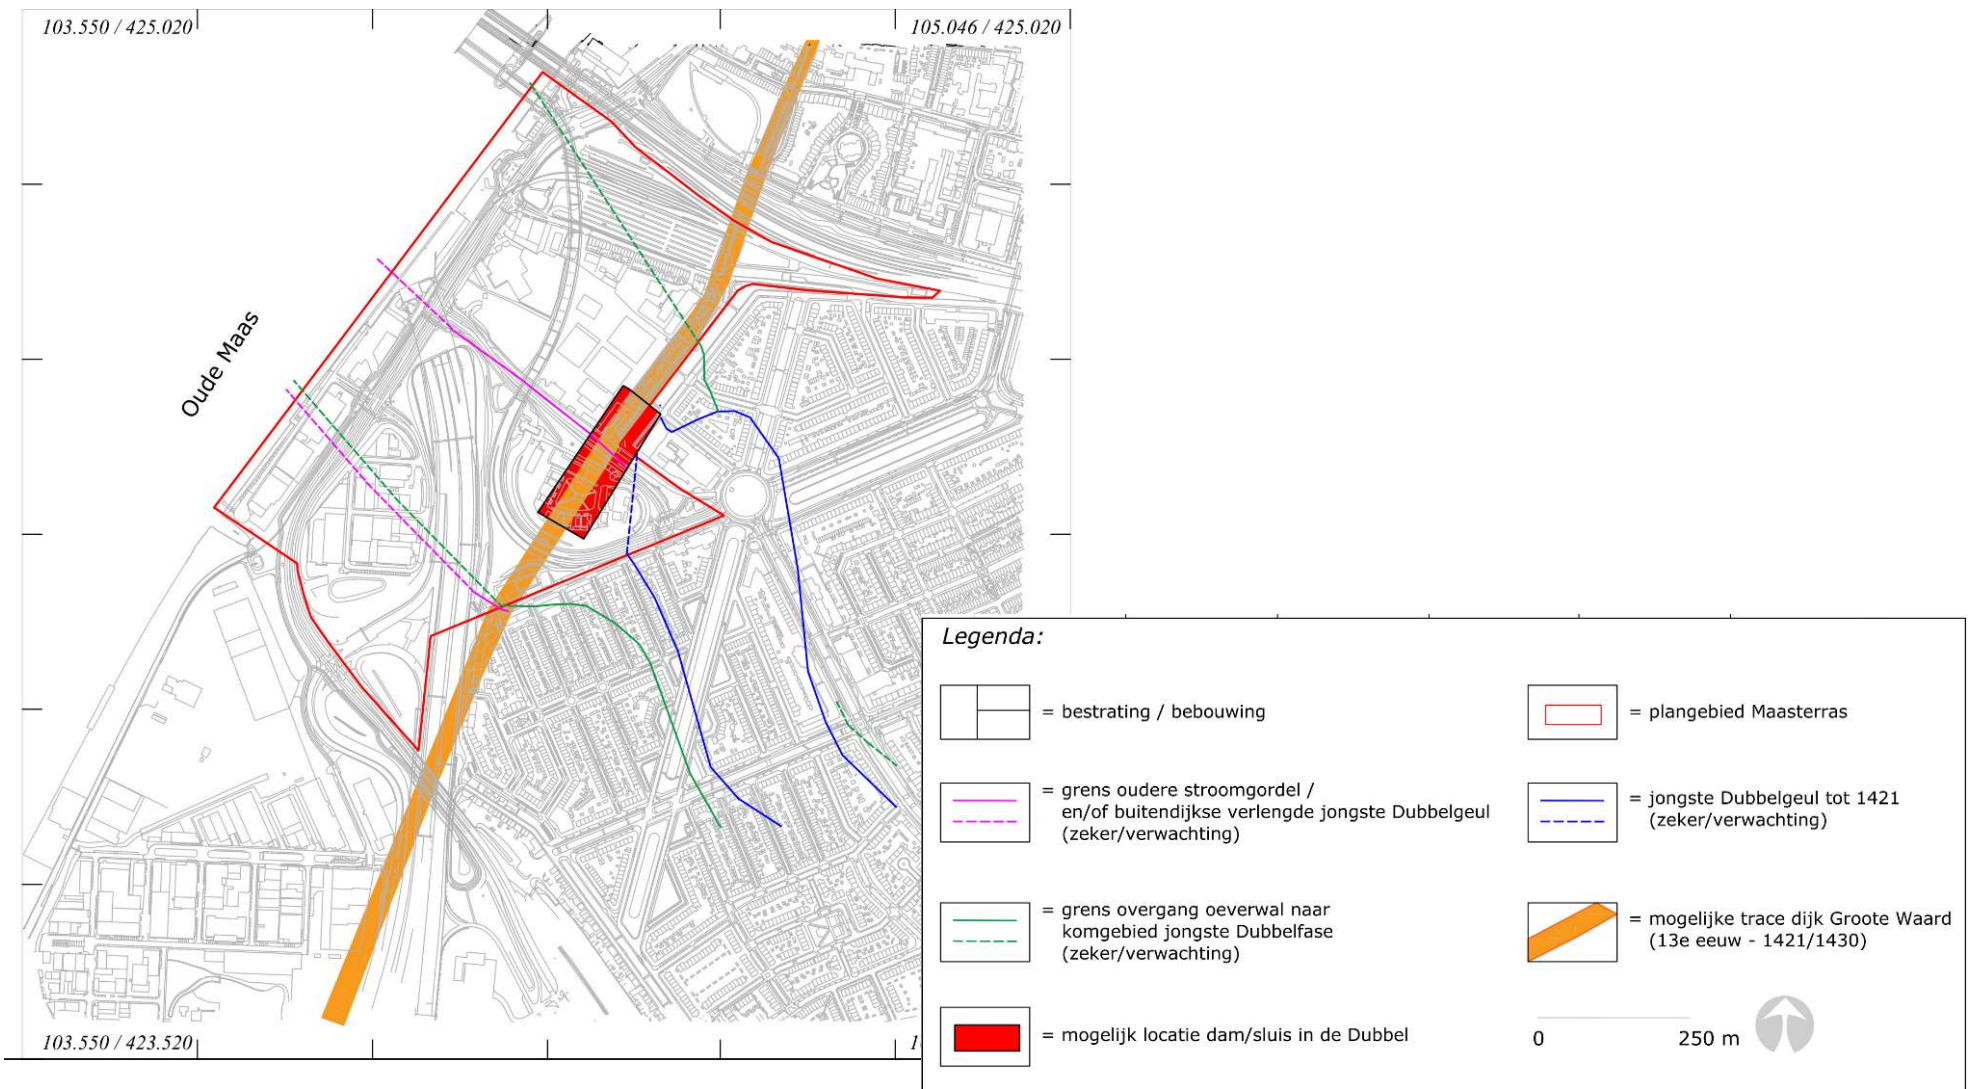 103.550 / 425.020
105.046 / 425.020
Oude Maas
103.550 / 423.520
Legenda:
= bestrating / bebouwing
= grens oudere stroomgordel /
en/of buitendijkse verlengde jongste Dubbelgeul
(zeker/verwachting)
= grens overgang oeverwal naar
komgebied jongste Dubbelfase
(zeker/verwachting)
= mogelijk locatie dam/sluis in de Dubbel
= plangebied Maasterras
= jongste Dubbelgeul tot 1421
(zeker/verwachting)
= mogelijke trace dijk Groote Waard
(13e eeuw - 1421/1430)
0 250 m